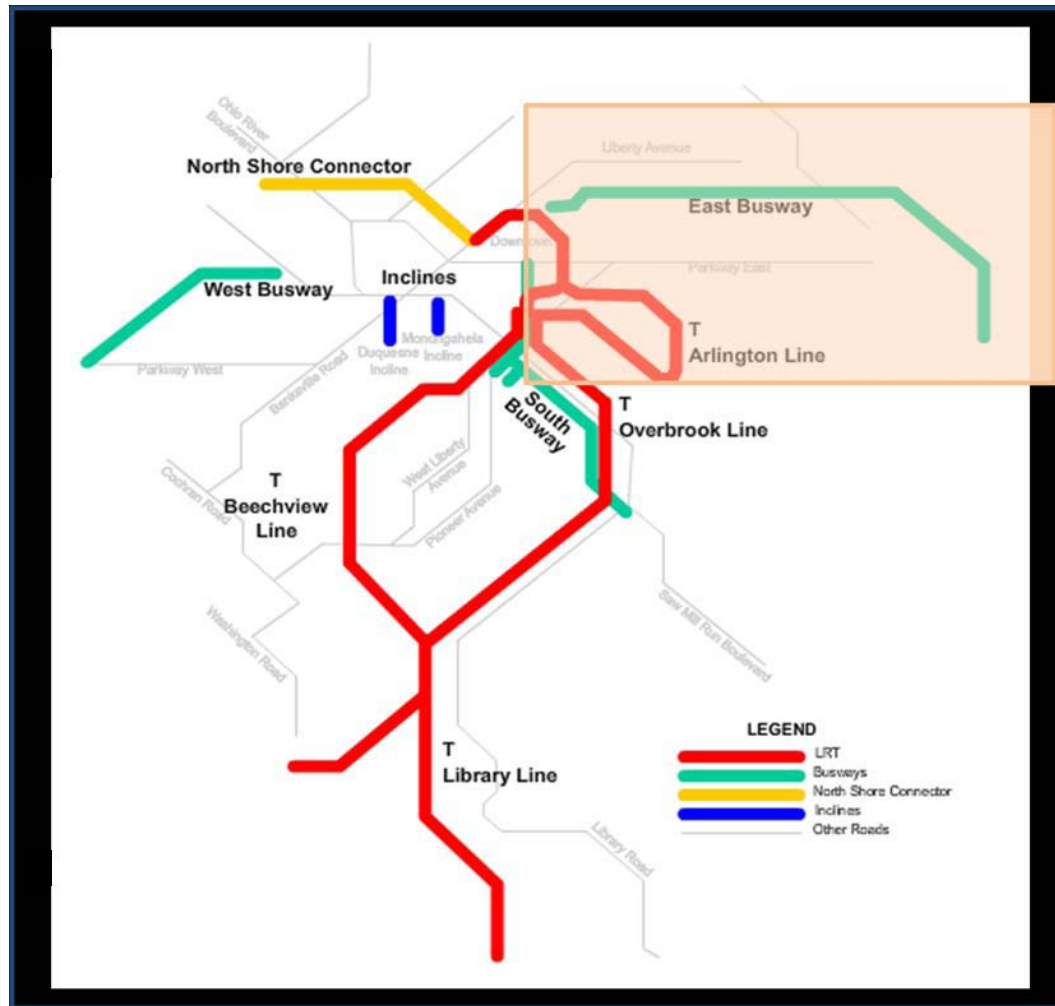 Ohio River
Boulevard
Liberty Avenue
North Shore Connector
East Busway
Downtown
Inclines
Parkway East
West Busway
T
Arlington Line
Monongahela
Incline
Duquesne
Incline
Parkway West
Banksville Road
South
Busway
T
Overbrook Line
West Liberty
Avenue
T
Beechview
Line
Cochran Road
Pioneer Avenue
Washington Road
Saw Mill Run Boulevard
LEGEND
LRT
Busways
North Shore Connector
Inclines
Other Roads
T
Library Line
Library Road